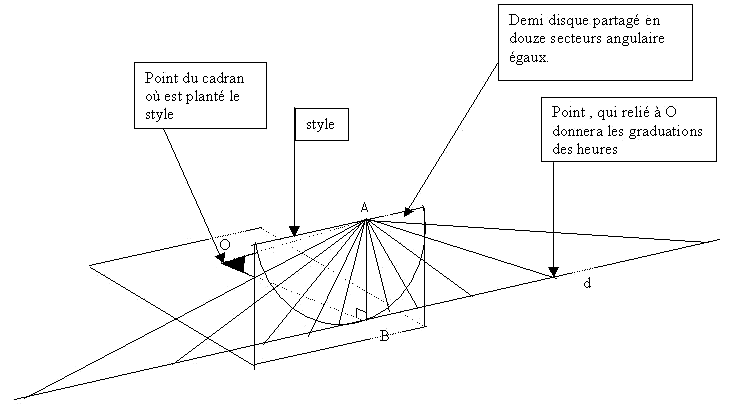 Demi disque partagé en
douze secteurs angulaire
égaux.
Point du cadran
où est planté le
style
style
Point , qui relié à O
donnera les graduations
des heures
A
O
d
B